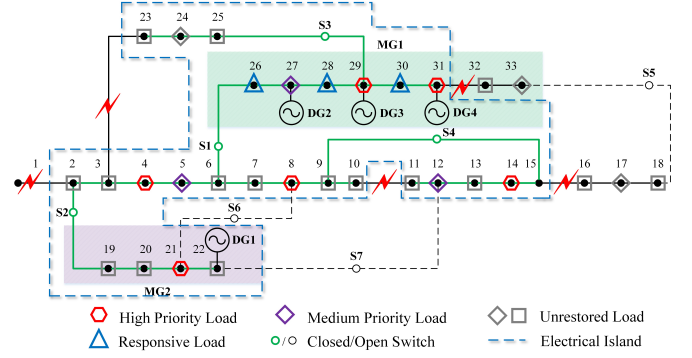 23 24 25 S3
MG1
26 27 28 29 30 31 32 33
S5
DG2 DG3 DG4
S1 S4
1 2 3 4 5 6 7 8 9 10 11 12 13 14 15 16 17 18
S2 S6
DG1
19 20 21 22
S7
MG2
High Priority Load Medium Priority Load Unrestored Load
Responsive Load / Closed/Open Switch Electrical Island